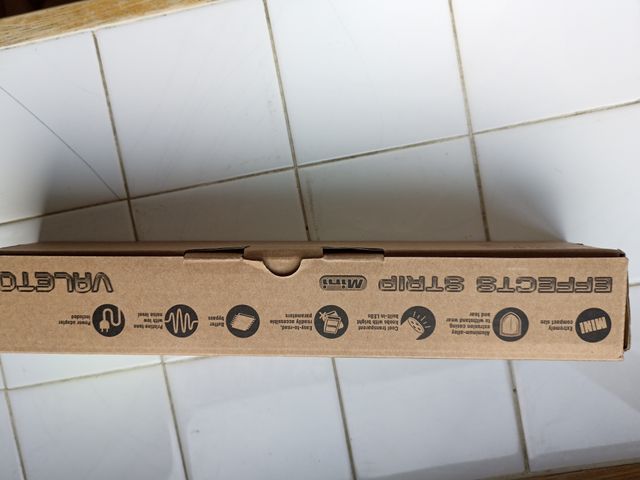 MINI
Extremely
compact size
Aluminum-alloy
extrusion casing
to withstand wear
and tear
Cool transparent
knobs with bright
built-in LEDs
Easy-to-read,
readily accessible
parameters
Buffer
bypass
Pristine tone
with low
noise level
Power adapter
included
EFFECTS STRIP Mini VALETO